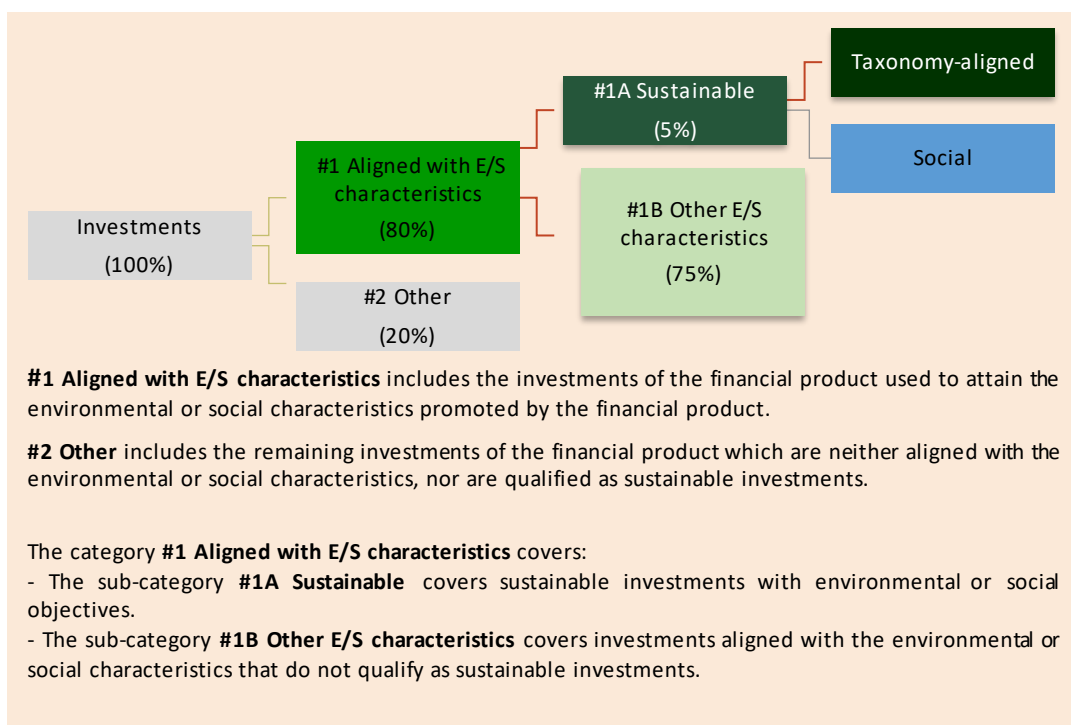 Taxonomy-aligned
#1A Sustainable
(5%)
Social
#1 Aligned with E/S
characteristics
(80%)
#1B Other E/S
characteristics
(75%)
Investments
(100%)
#2 Other
(20%)
#1 Aligned with E/S characteristics includes the investments of the financial product used to attain the
environmental or social characteristics promoted by the financial product.
#2 Other includes the remaining investments of the financial product which are neither aligned with the
environmental or social characteristics, nor are qualified as sustainable investments.
The category #1 Aligned with E/S characteristics covers:
- The sub-category #1A Sustainable covers sustainable investments with environmental or social
objectives.
- The sub-category #1B Other E/S characteristics covers investments aligned with the environmental or
social characteristics that do not qualify as sustainable investments.